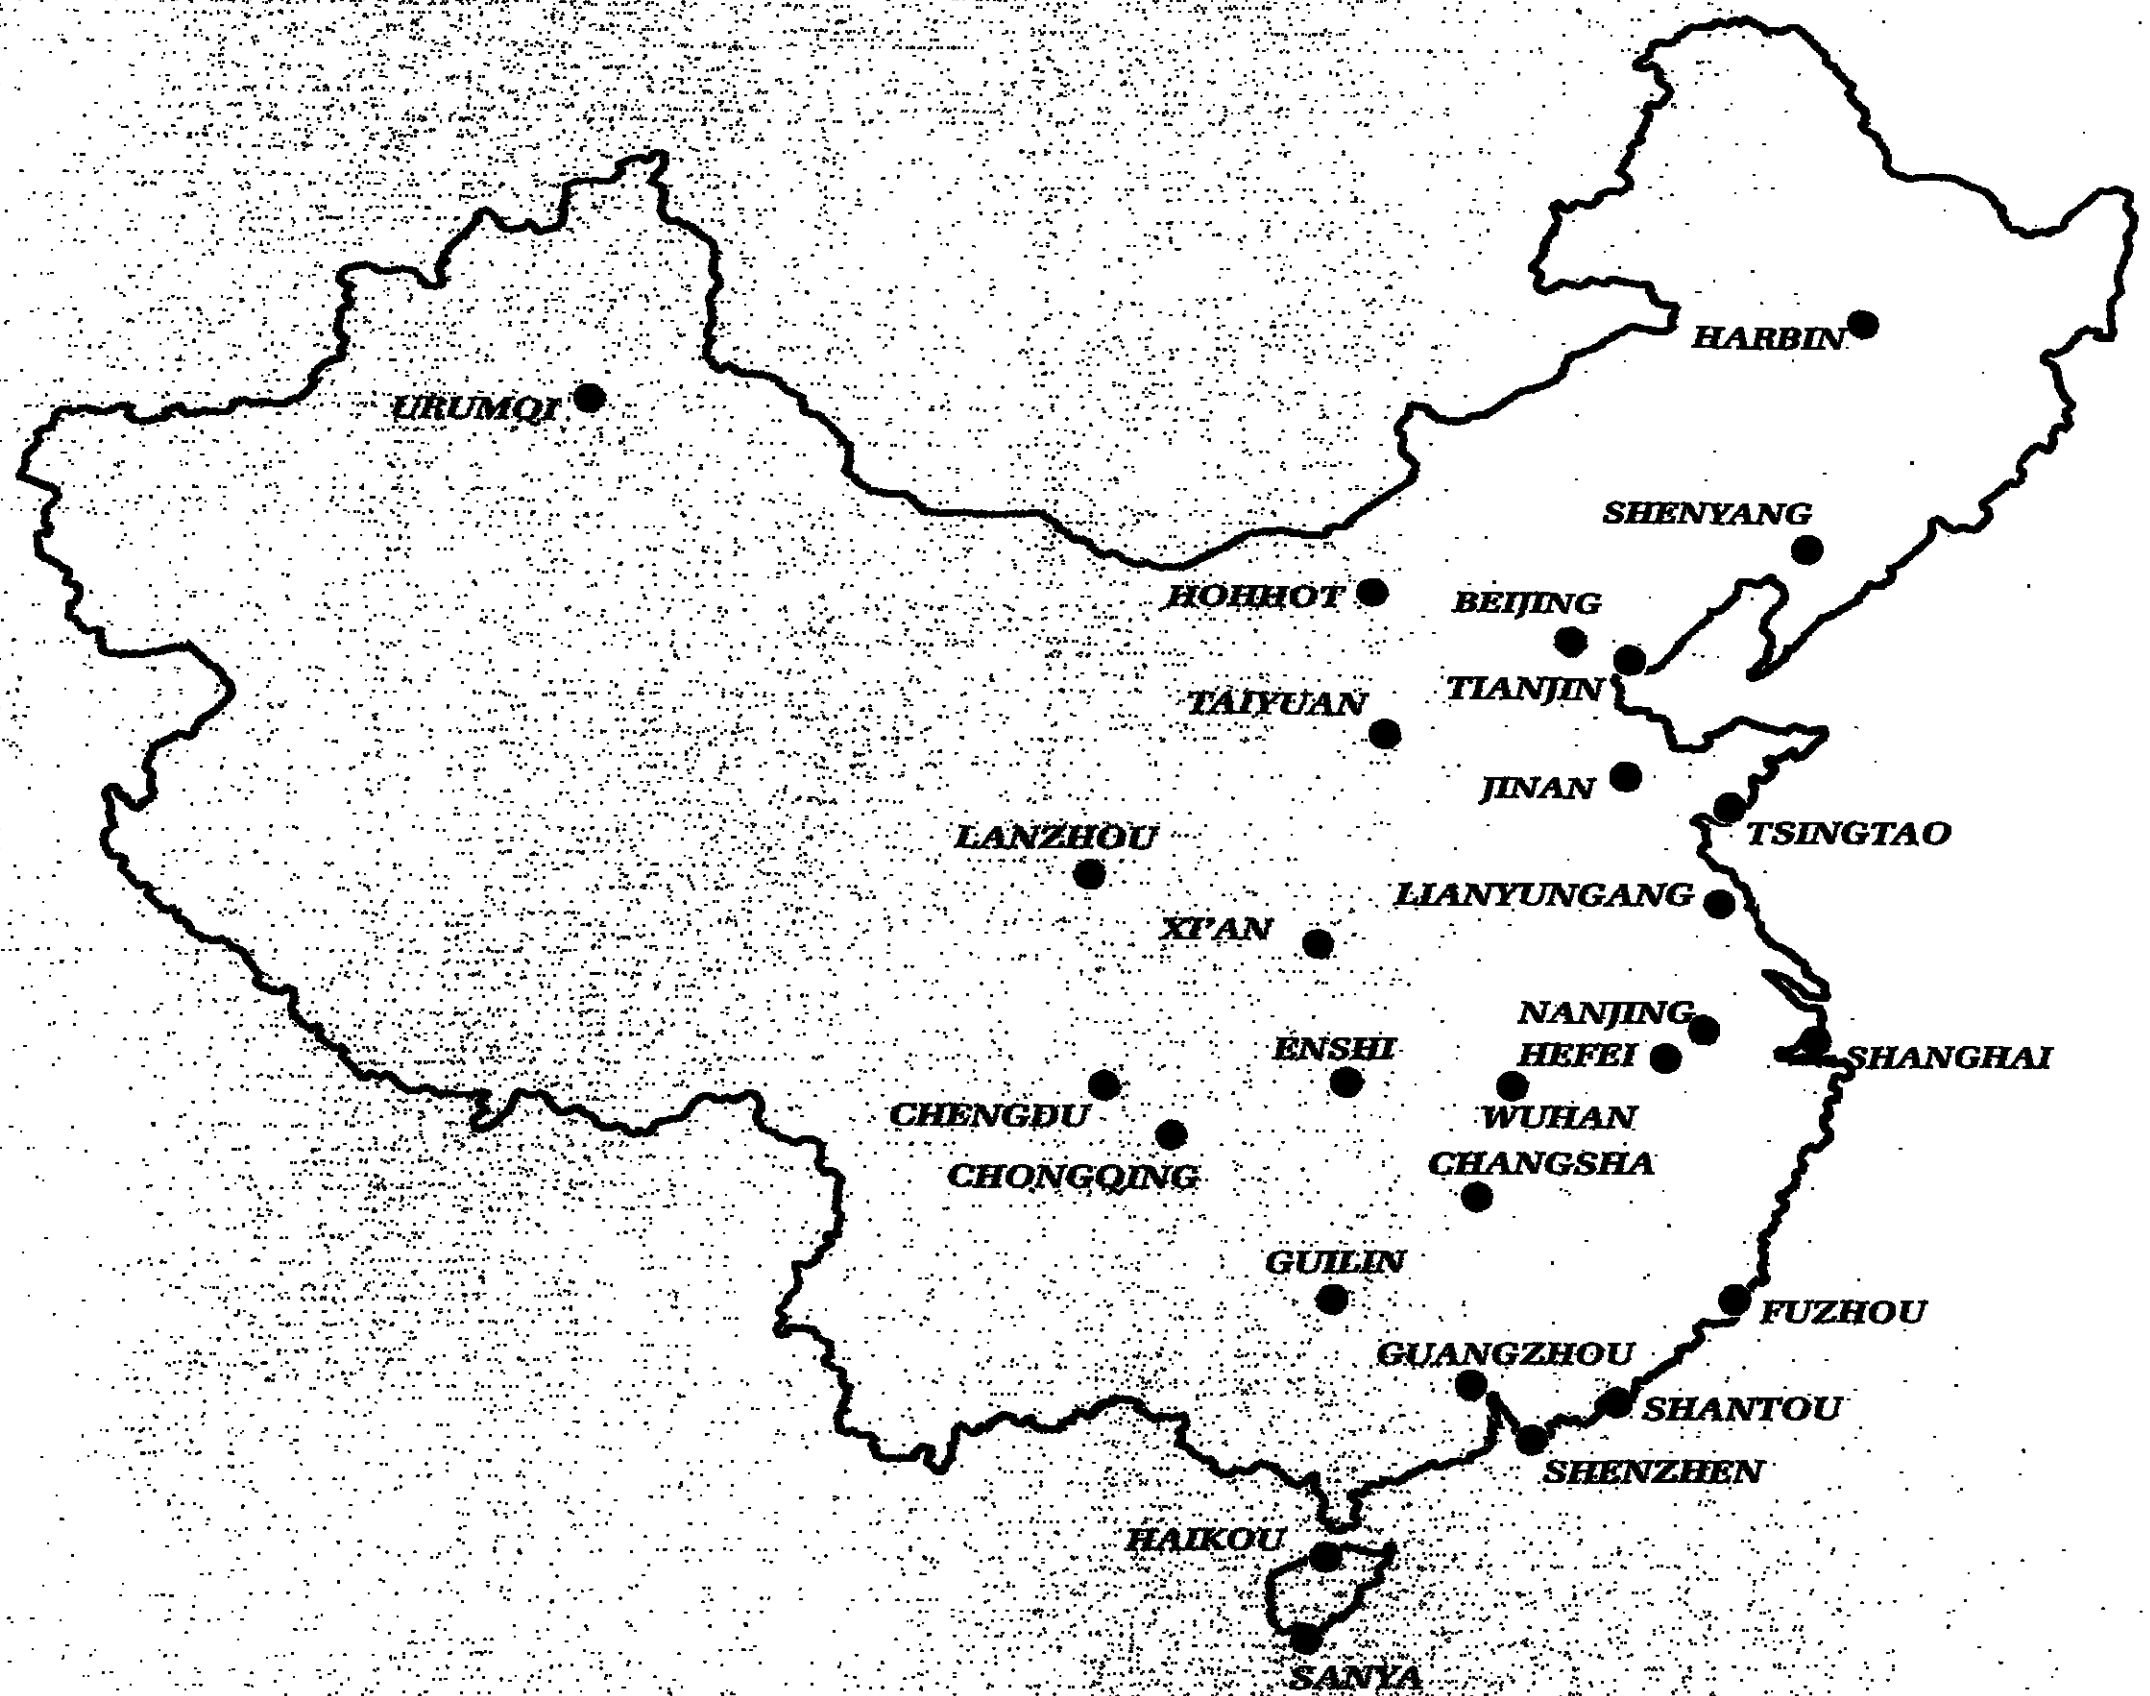 HARBIN
URUMQI
SHENYANG
HOHHOT
BEIJING
TIANJIN
TAIYUAN
JINAN
TSINGTAO
LANZHOU
LIANYUNGANG
XI'AN
NANJING
ENSHI
HEFEI
SHANGHAI
CHENGDU
WUHAN
CHONGQING
CHANGSHA
GUILIN
FUZHOU
GUANGZHOU
SHANTOU
SHENZHEN
HAIKOU
SANYA